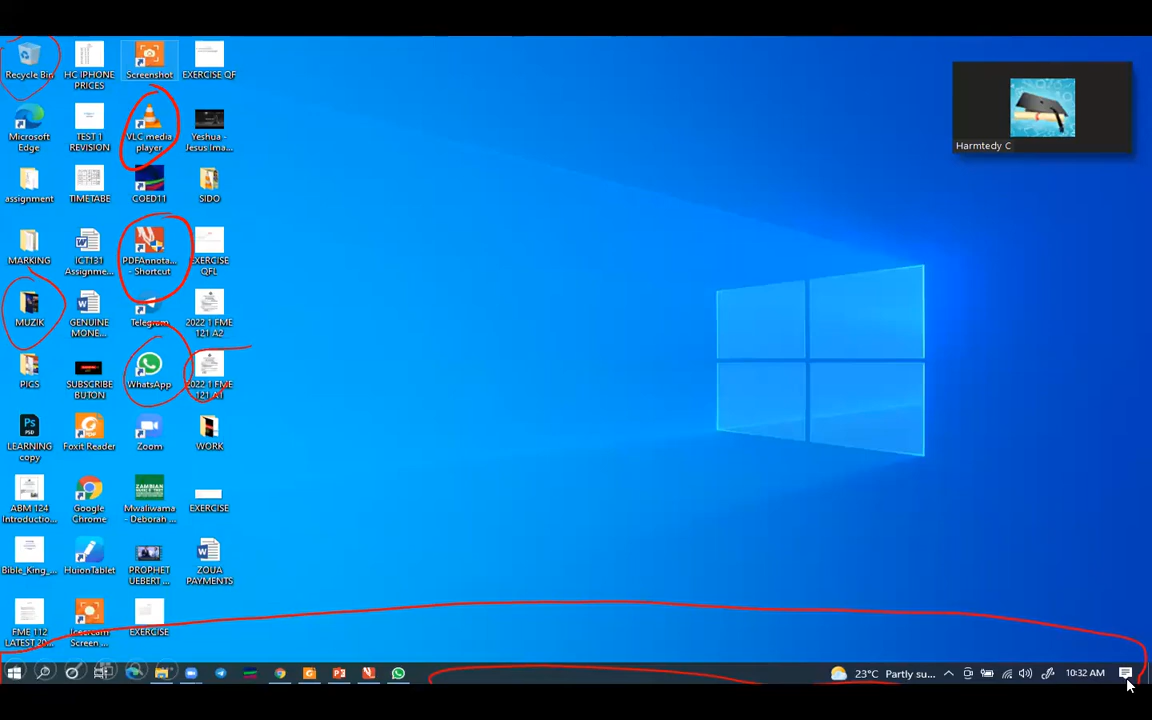 Recycle Bin
HC IPHONE
PRICES
Screenshot
EXERCISE QF
Microsoft
Edge
TEST 1
REVISION
VLC media
player
Yeshua -
Jesus Ima...
assignment
TIMETABE
COED11
SIDO
MARKING
ICT131
Assignme...
PDFAnnota...
- Shortcut
EXERCISE
QFL
MUZIK
GENUINE
MONE...
Telegram
2022 1 FME
121 A2
PICS
SUBSCRIBE
BUTON
WhatsApp
2022 1 FME
121 A1
LEARNING
copy
Foxit Reader
Zoom
WORK
ABM 124
Introductio...
Google
Chrome
Mwaliwama
- Deborah ...
EXERCISE
Bible_King_...
HuionTablet
PROPHET
UEBERT ...
ZOUA
PAYMENTS
FME 112
LATEST 20...
Icecream
Screen ...
EXERCISE
Harmtedy C
23°C Partly su...
10:32 AM